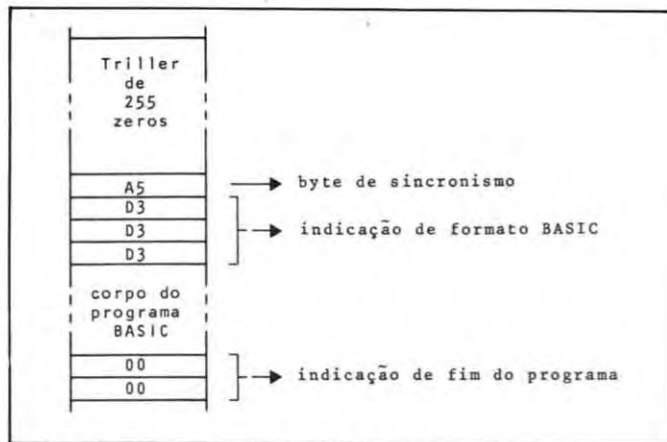 Triller
de
255
zeros
A5 byte de sincronismo
D3
D3 indicação de formato BASIC
D3
corpo do
programa
BASIC
00
00 indicação de fim do programa